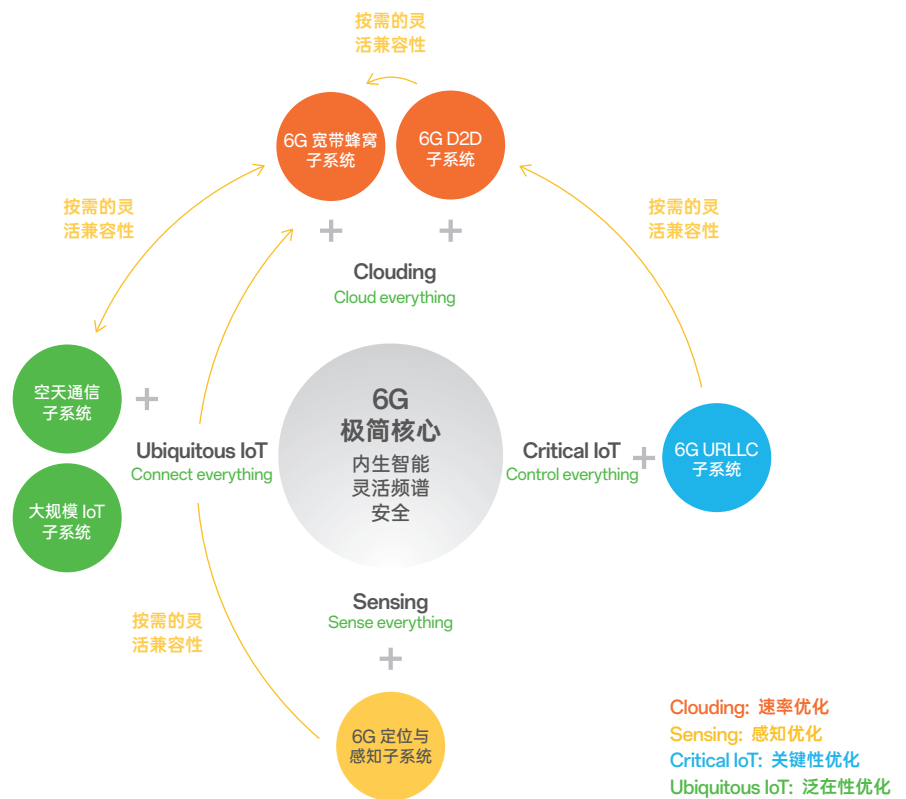 按需的灵
活兼容性
6G 宽带蜂窝
子系统
6G D2D
子系统
按需的灵
活兼容性
按需的灵
活兼容性
Clouding
Cloud everything
空天通信
子系统
6G
极简核心
内生智能
灵活频谱
安全
Ubiquitous IoT
Connect everything
Critical IoT
Control everything
6G URLLC
子系统
大规模 IoT
子系统
Sensing
Sense everything
按需的灵
活兼容性
6G 定位与
感知子系统
Clouding: 速率优化
Sensing: 感知优化
Critical IoT: 关键性优化
Ubiquitous IoT: 泛在性优化